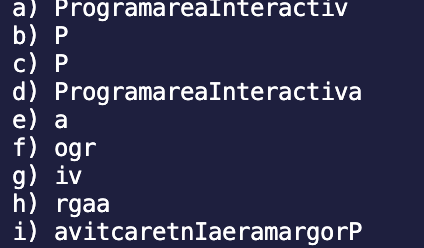 a) ProgramareaInteractiv
b) P
c) P
d) ProgramareaInteractiva
e) a
f) ogr
g) iv
h) rgaa
i) avitcaretnIaeramargorP